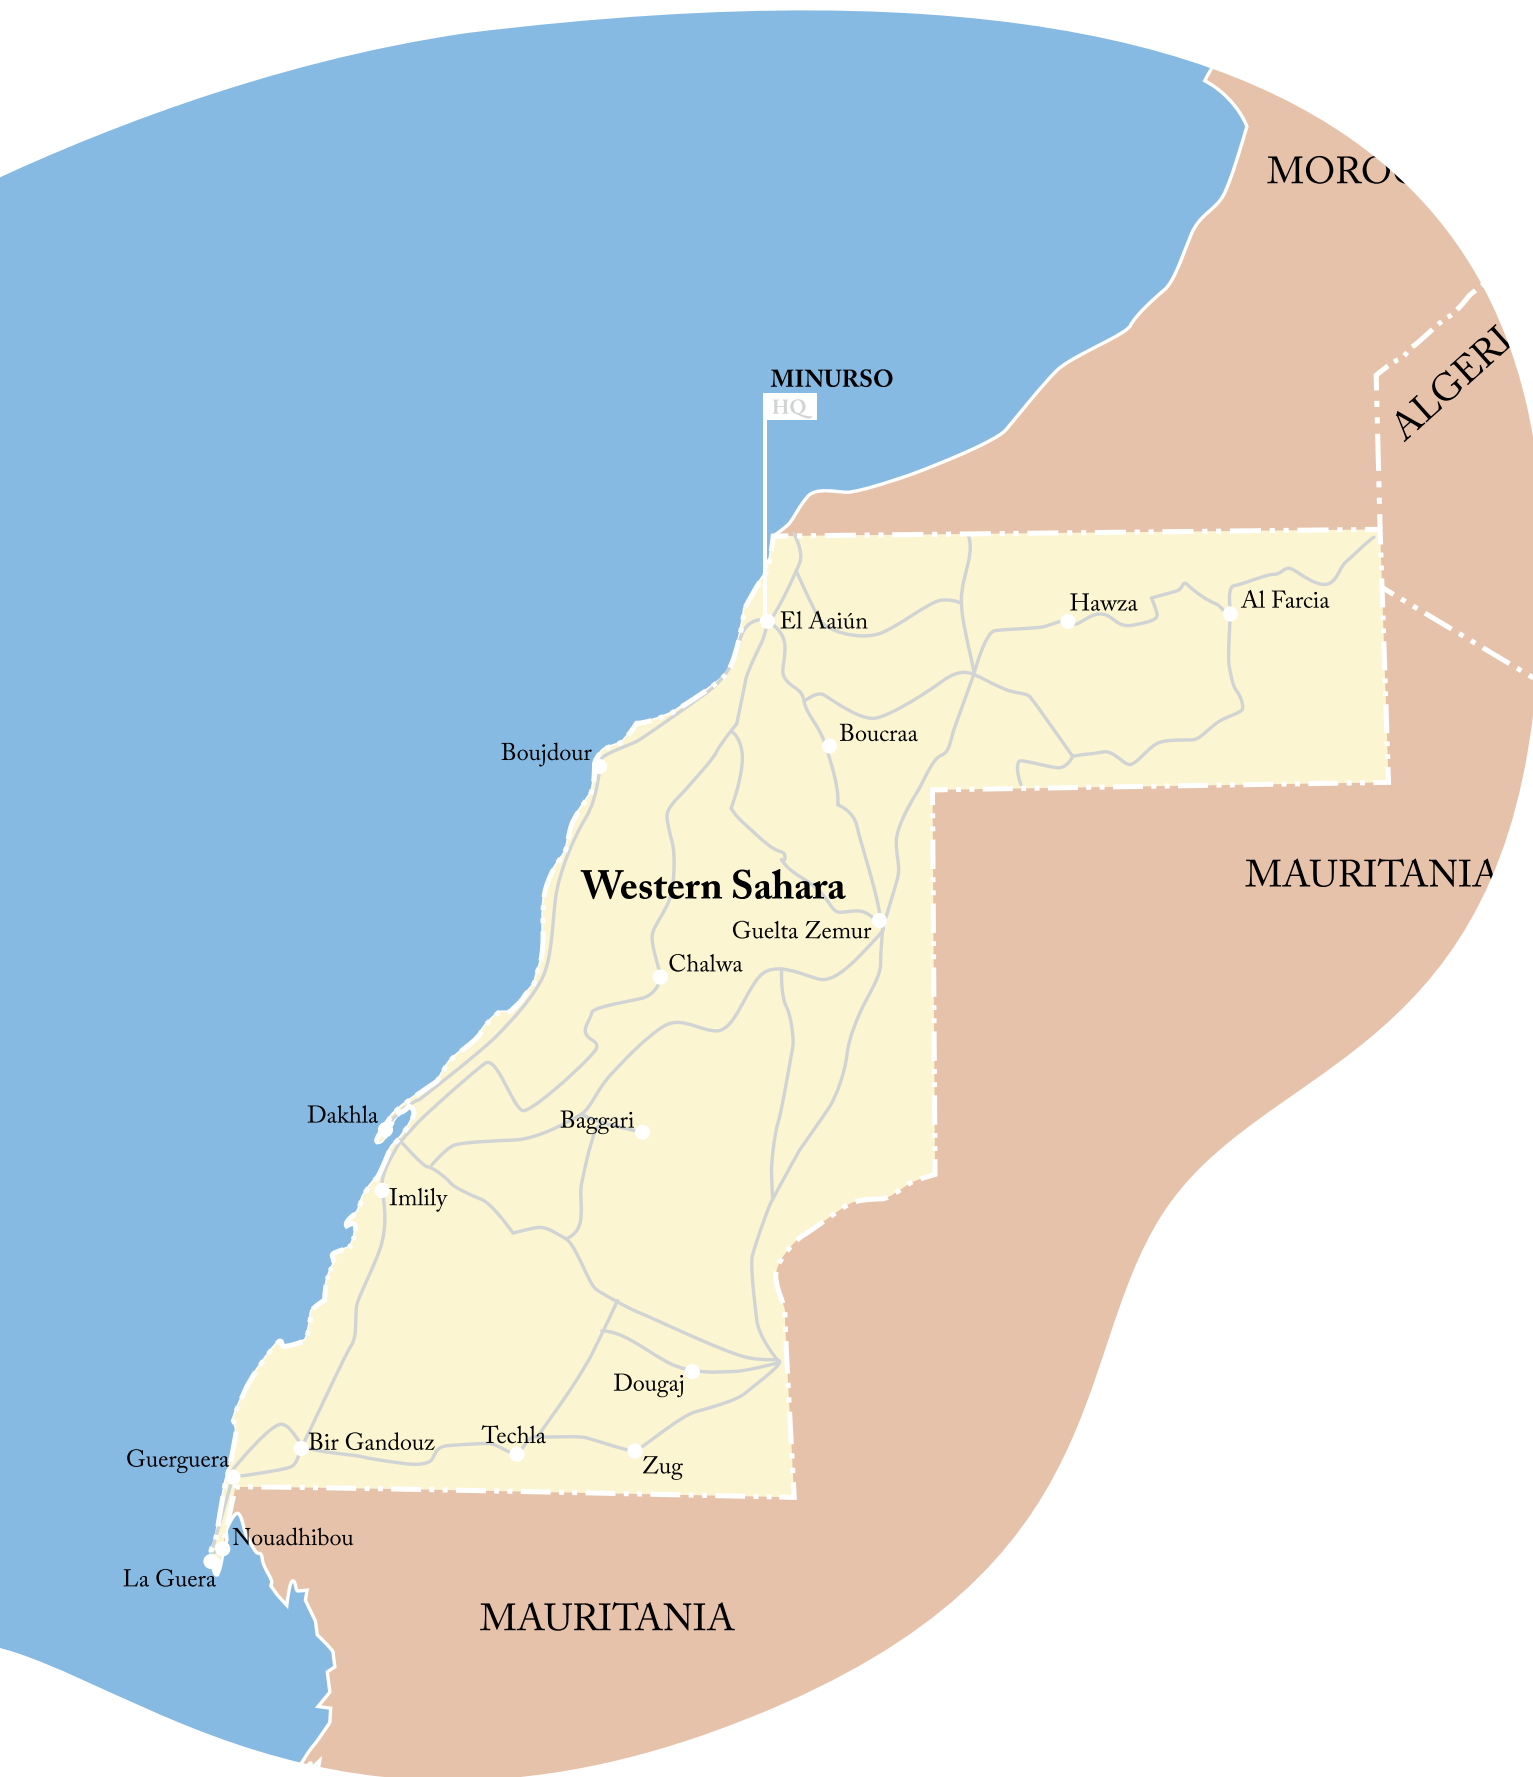 MOROC
ALGERI
MINURSO
HQ
Hawza
Al Farcia
El Aaiún
Boucraa
Boujdour
MAURITANIA
Western Sahara
Guelta Zemur
Chalwa
Dakhla
Baggari
Imlily
Dougaj
Techla
Bir Gandouz
Guerguera
Zug
Nouadhibou
La Guera
MAURITANIA